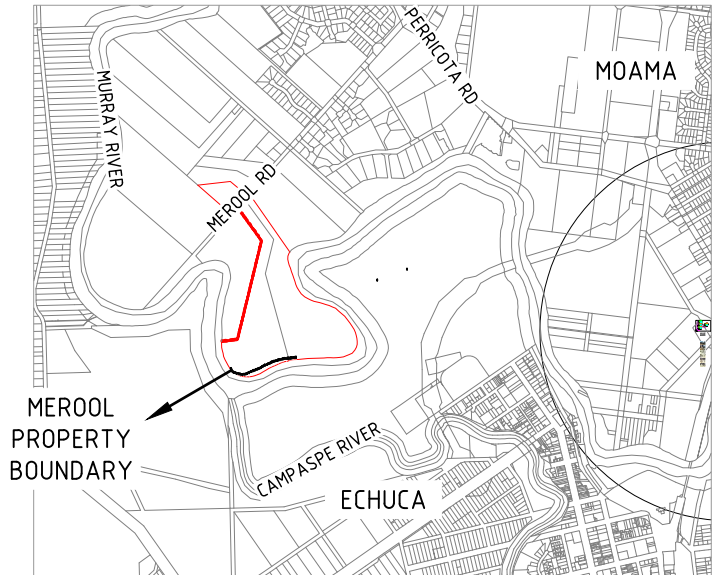 PERRICOTA RD
MOAMA
MURRAY RIVER
MEROOL RD
MEROOL
PROPERTY
BOUNDARY
CAMPASPE RIVER
ECHUCA